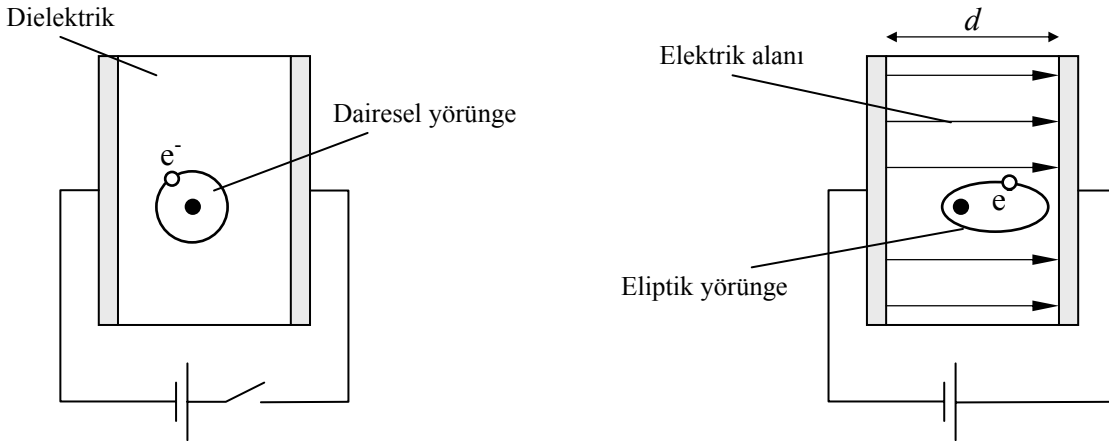 Dielektrik
Dairesel yörünge
e-
d
Elektrik alanı
e
Eliptik yörünge